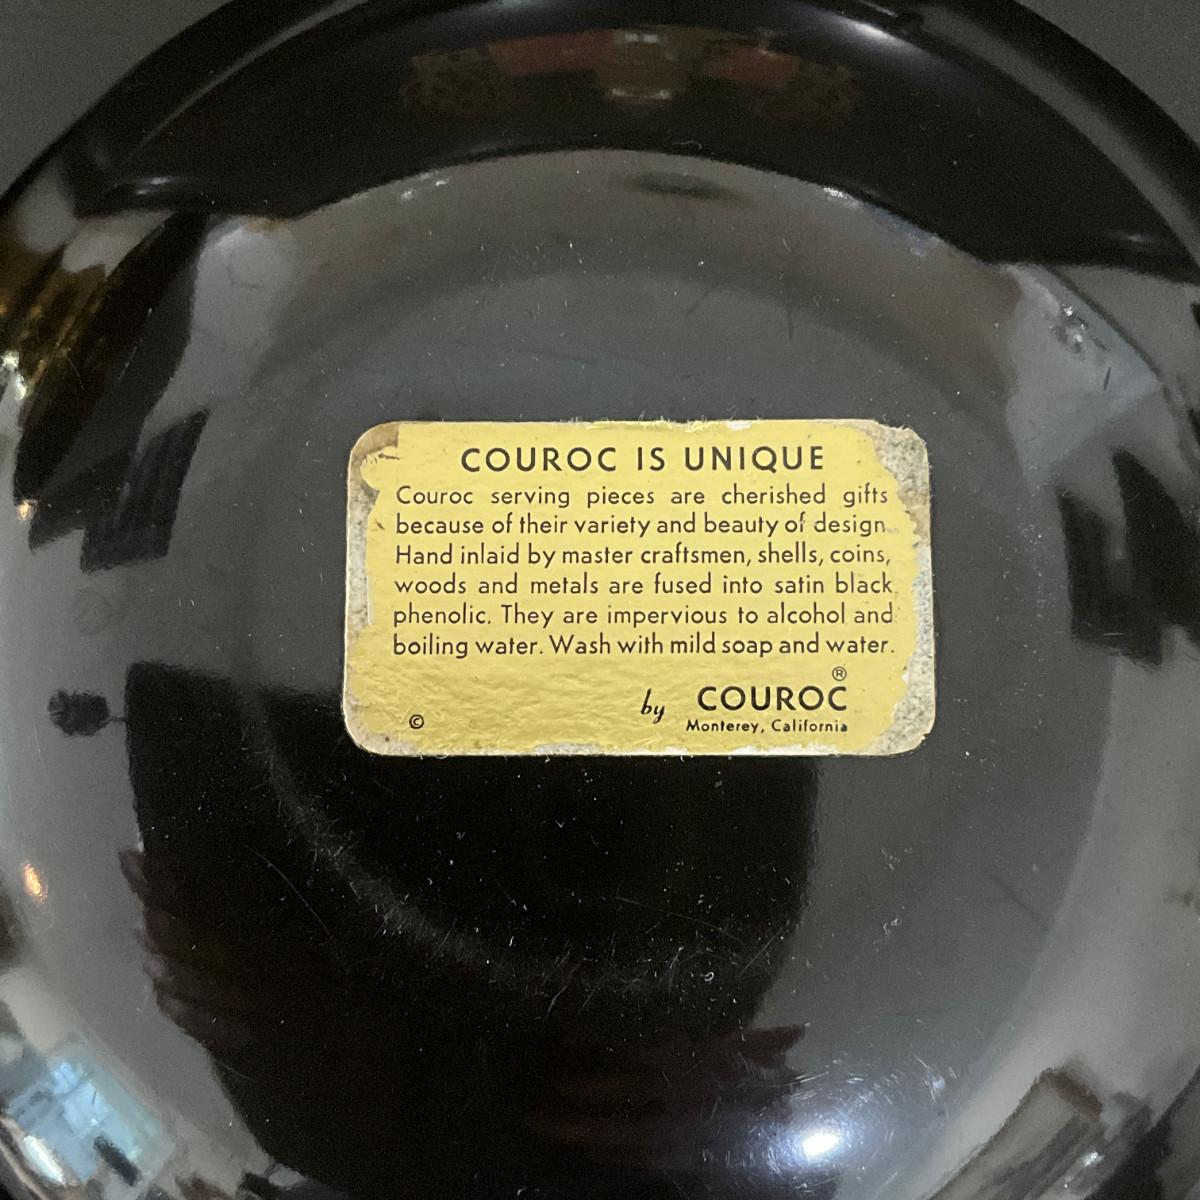 COUROC IS UNIQUE
Couroc serving pieces are cherished gifts
because of their variety and beauty of design.
Hand inlaid by master craftsmen, shells, coins,
woods and metals are fused into satin black
phenolic. They are impervious to alcohol and
boiling water. Wash with mild soap and water.
®
by COUROC
© Monterey, California